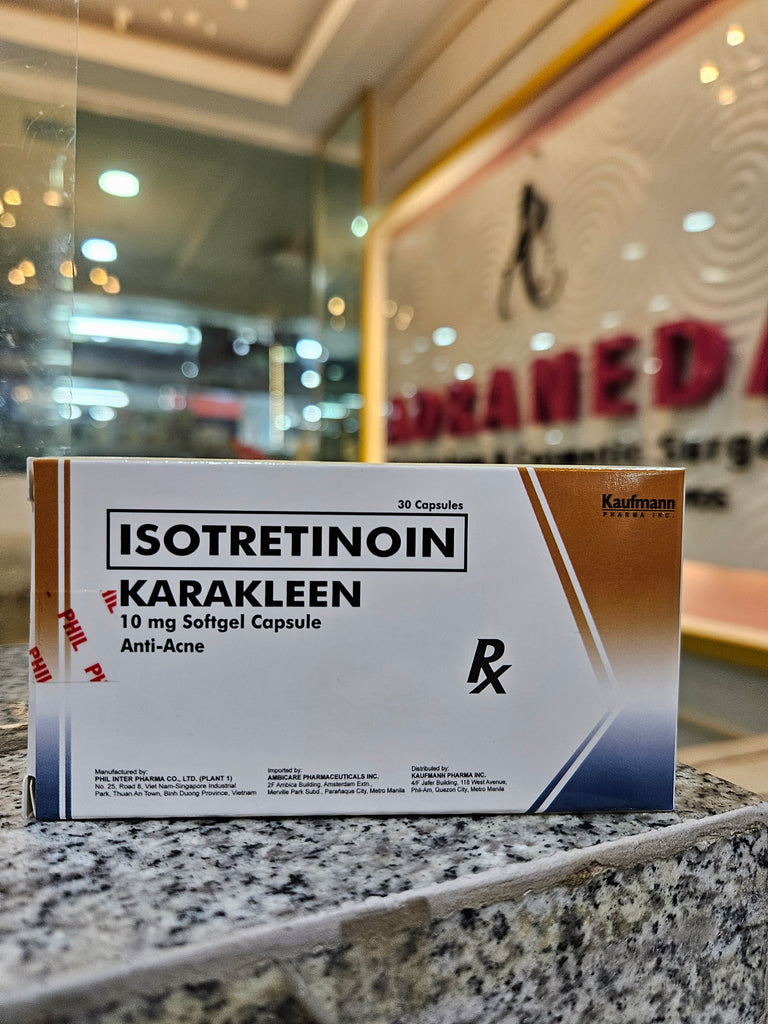 30 Capsules
ISOTRETINOIN
KARAKLEEN
10 mg Softgel Capsule
Anti-Acne
Rx
Kaufmann
PHARMA INC.
PHIL
PHIL
Manufactured by:
PHIL INTER PHARMA CO., LTD. (PLANT 1)
No. 25, Road 8, Viet Nam-Singapore Industrial
Park, Thuan An Town, Binh Duong Province, Vietnam
Imported by:
AMBICARE PHARMACEUTICALS INC.
2F Ambica Building, Amsterdam Extn.,
Merville Park Subd., Parañaque City, Metro Manila
Distributed by:
KAUFMANN PHARMA INC.
4/F Jafer Building, 118 West Avenue,
Phil-Am, Quezon City, Metro Manila